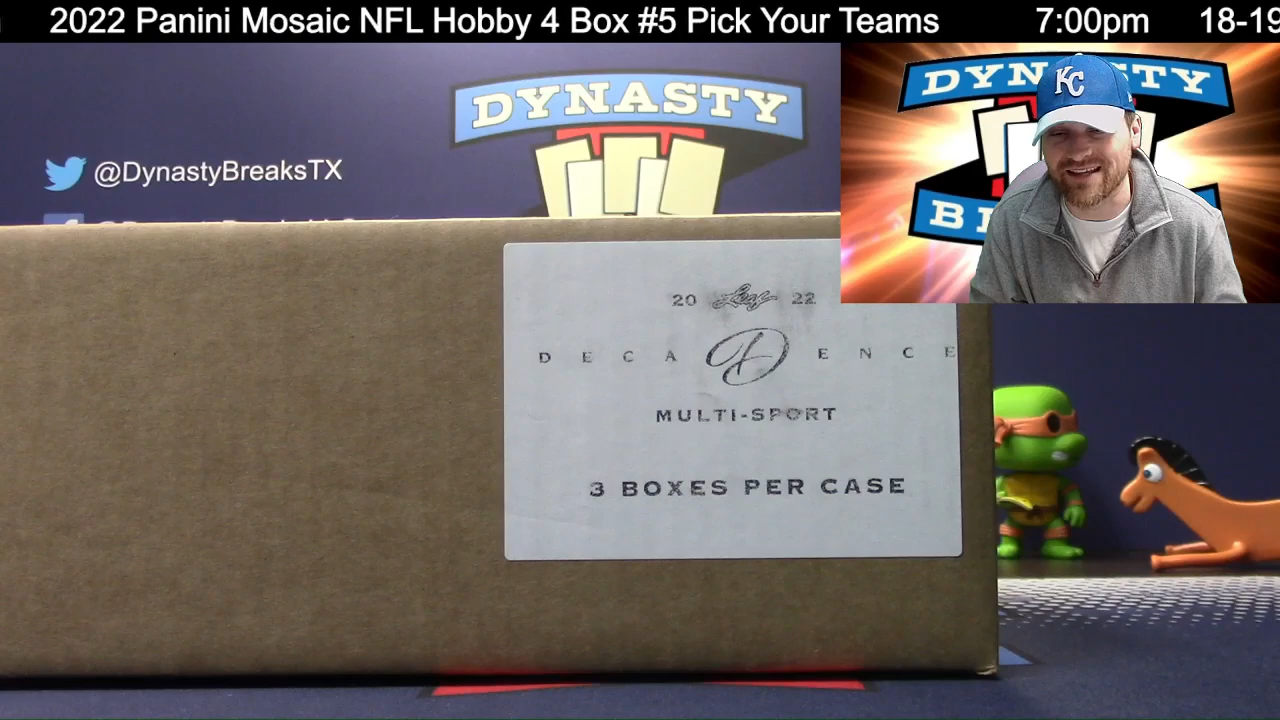 2022 Panini Mosaic NFL Hobby 4 Box #5 Pick Your Teams 7:00pm 18-19
DYNASTY
@DynastyBreaksTX
DYNASTY
KC
B
20 Leaf 22
DECADENCE
MULTI-SPORT
3 BOXES PER CASE